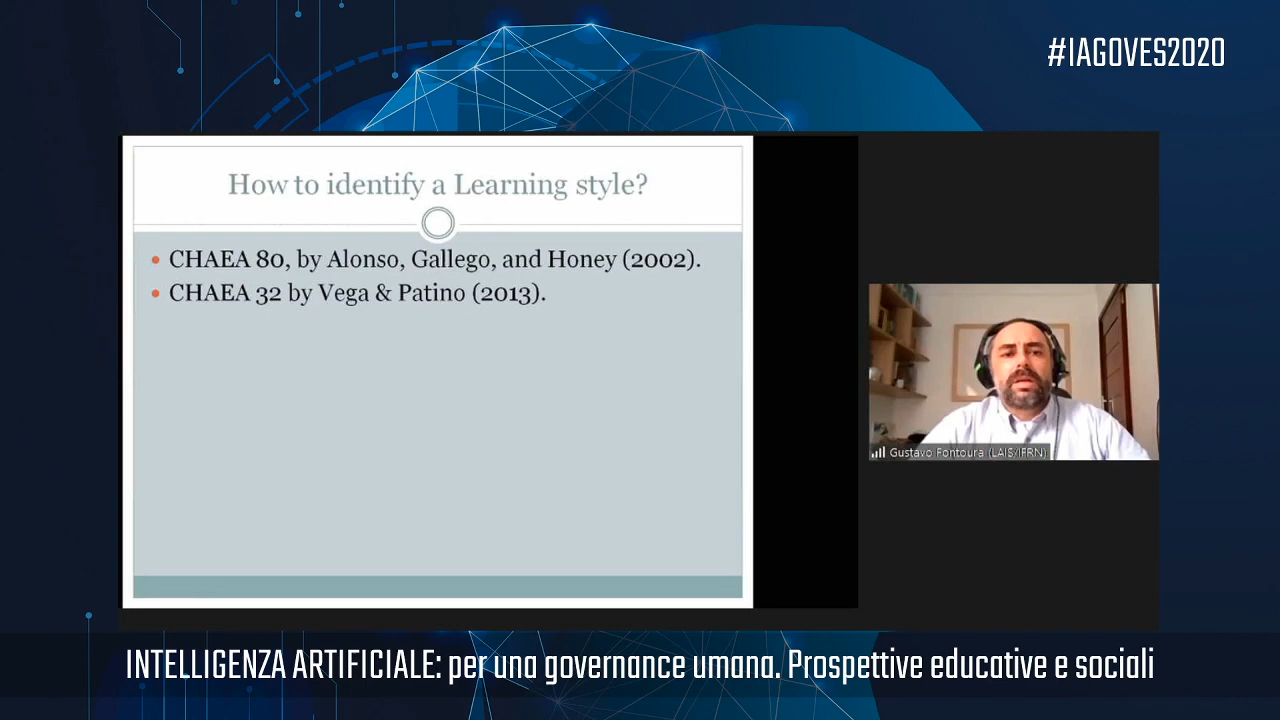 #IAGOVES2020
How to identify a Learning style?
• CHAEA 80, by Alonso, Gallego, and Honey (2002).
• CHAEA 32 by Vega & Patino (2013).
Gustavo Fontoura (LAIS/IFRN)
INTELLIGENZA ARTIFICIALE: per una governance umana. Prospettive educative e sociali